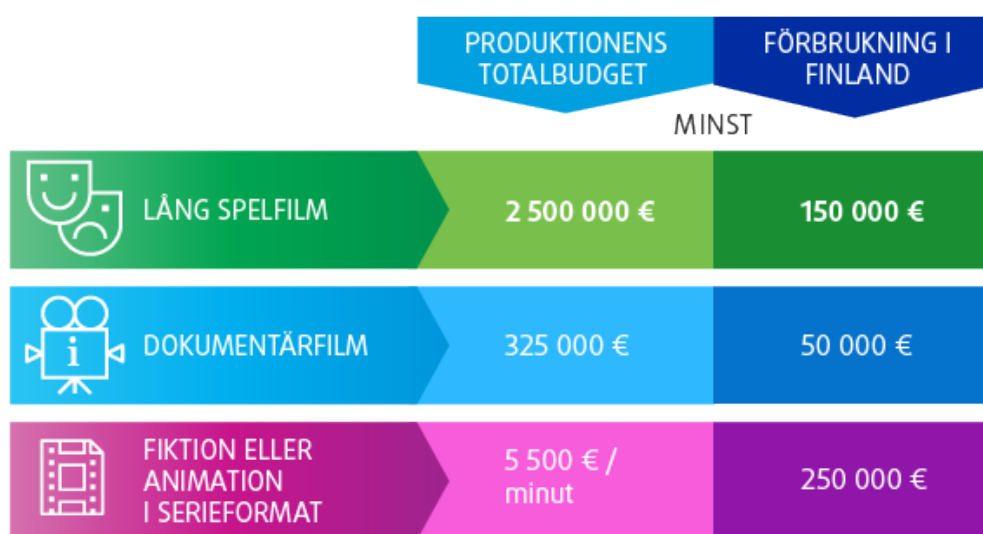 PRODUKTIONENS
TOTALBUDGET
FÖRBRUKNING I
FINLAND
MINST
LÅNG SPELFILM
2 500 000 €
150 000 €
i
DOKUMENTÄRFILM
325 000 €
50 000 €
FIKTION ELLER
ANIMATION
I SERIEFORMAT
5 500 € /
minut
250 000 €